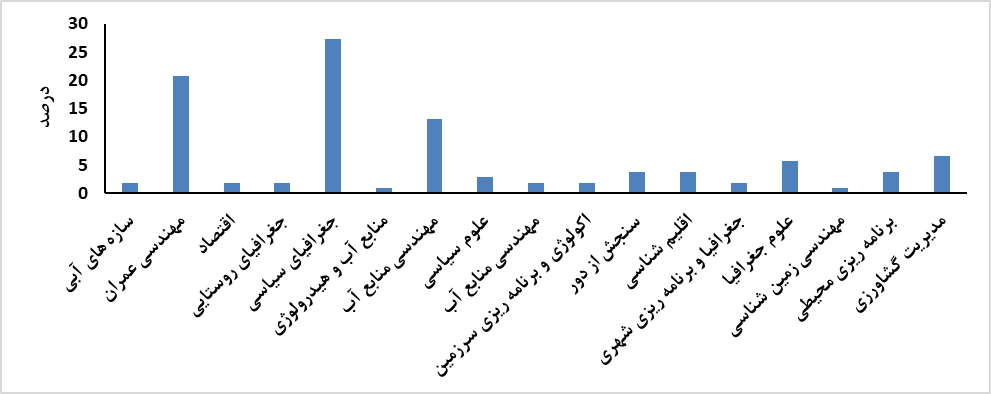 30
25
20
15
10
5
0
درصد
سازه های آبی
مهندسی عمران
اقتصاد
جغرافیای روستایی
جغرافیای سیاسی
منابع آب و هیدرولوژی
مهندسی منابع آب
علوم سیاسی
مهندسی منابع آب
اکولوژی و برنامه ریزی سرزمین
سنجش از دور
اقلیم شناسی
جغرافیا و برنامه ریزی شهری
علوم جغرافیا
مهندسی زمین شناسی
برنامه ریزی محیطی
مدیریت گشاورزی